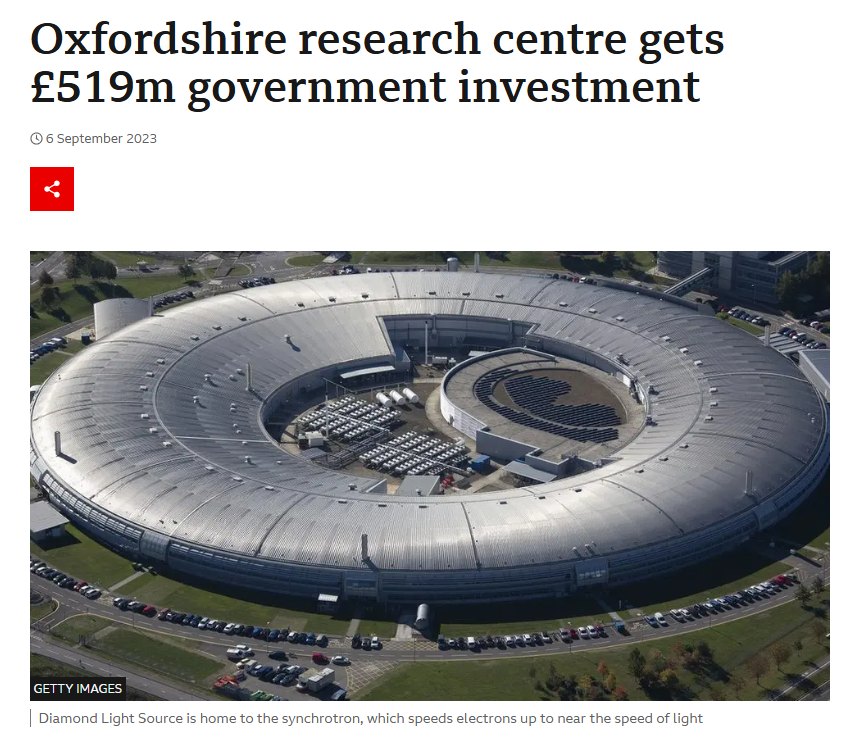 Oxfordshire research centre gets
£519m government investment
6 September 2023
GETTY IMAGES
Diamond Light Source is home to the synchrotron, which speeds electrons up to near the speed of light